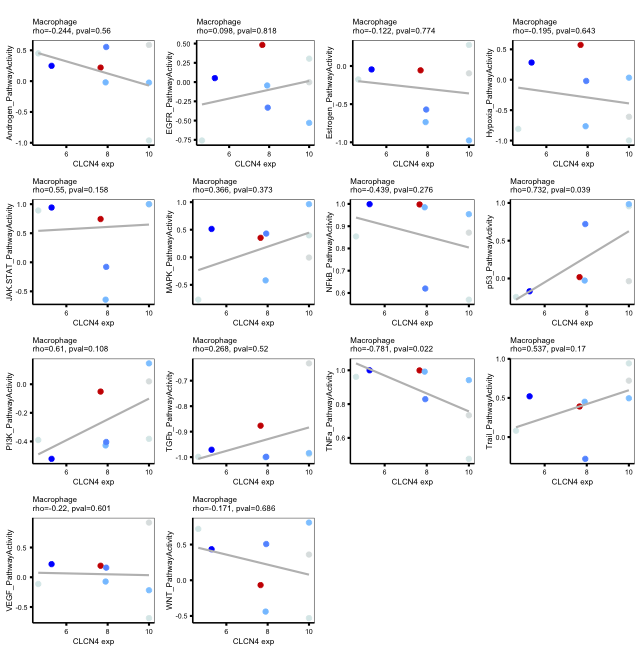 Macrophage
rho=-0.244, pval=0.56
Androgen_PathwayActivity
0.5
0.0
-0.5
-1.0
6 8 10
CLCN4 exp
Macrophage
rho=0.098, pval=0.818
EGFR_PathwayActivity
0.50
0.25
0.00
-0.25
-0.50
-0.75
6 8 10
CLCN4 exp
Macrophage
rho=-0.122, pval=0.774
Estrogen_PathwayActivity
0.0
-0.5
-1.0
6 8 10
CLCN4 exp
Macrophage
rho=-0.195, pval=0.643
Hypoxia_PathwayActivity
0.5
0.0
-0.5
-1.0
6 8 10
CLCN4 exp
Macrophage
rho=0.55, pval=0.158
JAK-STAT_PathwayActivity
1.0
0.5
0.0
-0.5
6 8 10
CLCN4 exp
Macrophage
rho=0.366, pval=0.373
MAPK_PathwayActivity
1.0
0.5
0.0
-0.5
6 8 10
CLCN4 exp
Macrophage
rho=-0.439, pval=0.276
NFkB_PathwayActivity
1.0
0.9
0.8
0.7
0.6
6 8 10
CLCN4 exp
Macrophage
rho=0.732, pval=0.039
p53_PathwayActivity
1.0
0.5
0.0
6 8 10
CLCN4 exp
Macrophage
rho=0.61, pval=0.108
PI3K_PathwayActivity
0.0
-0.2
-0.4
6 8 10
CLCN4 exp
Macrophage
rho=0.268, pval=0.52
TGFb_PathwayActivity
-0.7
-0.8
-0.9
-1.0
6 8 10
CLCN4 exp
Macrophage
rho=-0.781, pval=0.022
TNFa_PathwayActivity
1.0
0.8
0.6
6 8 10
CLCN4 exp
Macrophage
rho=0.537, pval=0.17
Trail_PathwayActivity
1.0
0.5
0.0
6 8 10
CLCN4 exp
Macrophage
rho=-0.22, pval=0.601
VEGF_PathwayActivity
0.5
0.0
-0.5
6 8 10
CLCN4 exp
Macrophage
rho=-0.171, pval=0.686
WNT_PathwayActivity
0.5
0.0
-0.5
6 8 10
CLCN4 exp